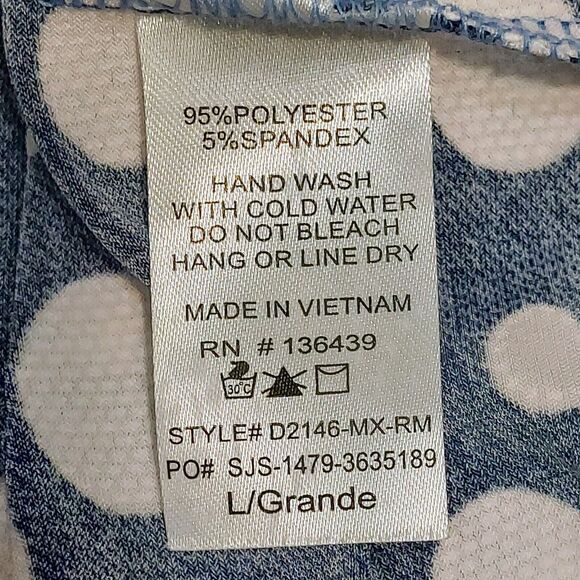 95%POLYESTER
5%SPANDEX
HAND WASH
WITH COLD WATER
DO NOT BLEACH
HANG OR LINE DRY
MADE IN VIETNAM
RN # 136439
30°C
STYLE# D2146-MX-RM
PO# SJS-1479-3635189
L/Grande